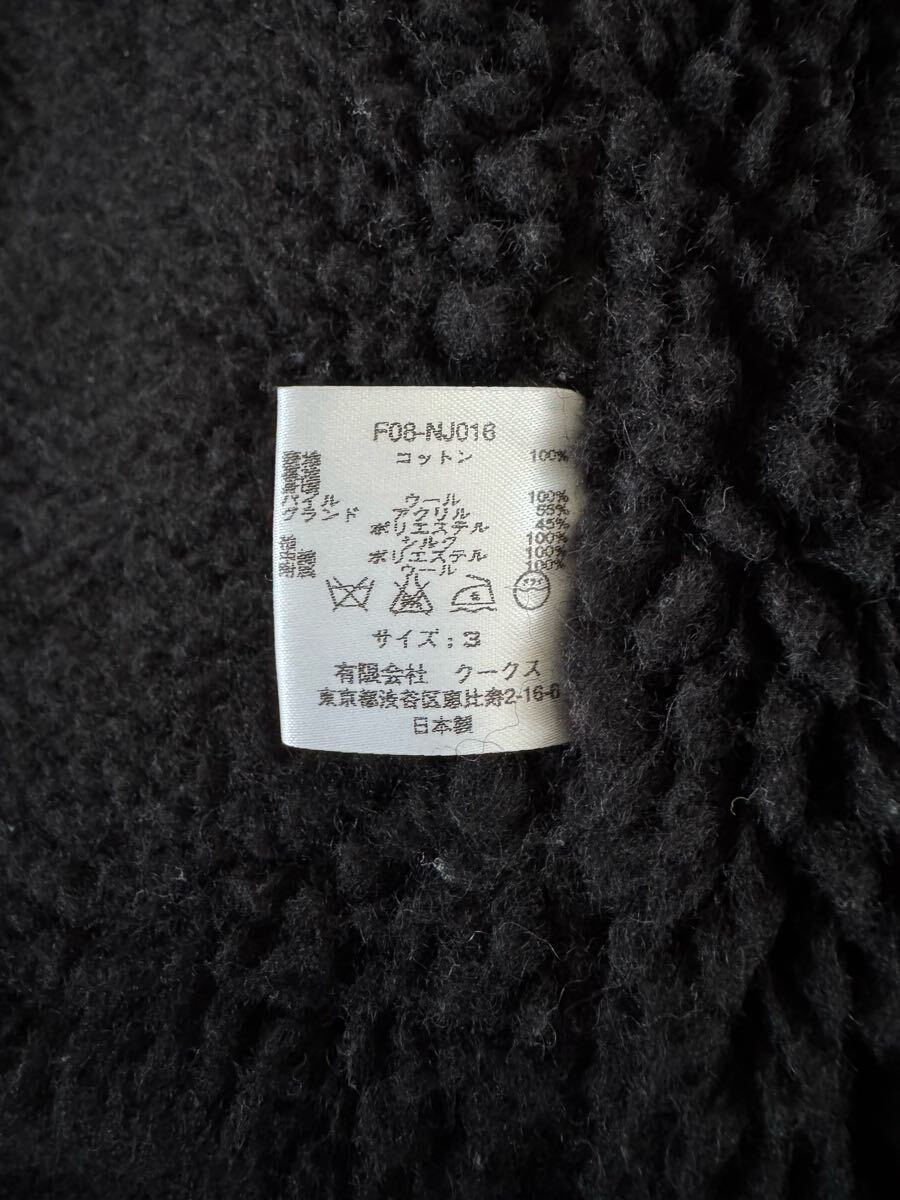 F08-NJ016
コットン 100%
パイル ウール 100%
グランド アクリル 55%
ポリエステル 45%
シルク 100%
ポリエステル 100%
ウール 100%
サイズ：3
有限会社 クークス
東京都渋谷区恵比寿2-16-6
日本製